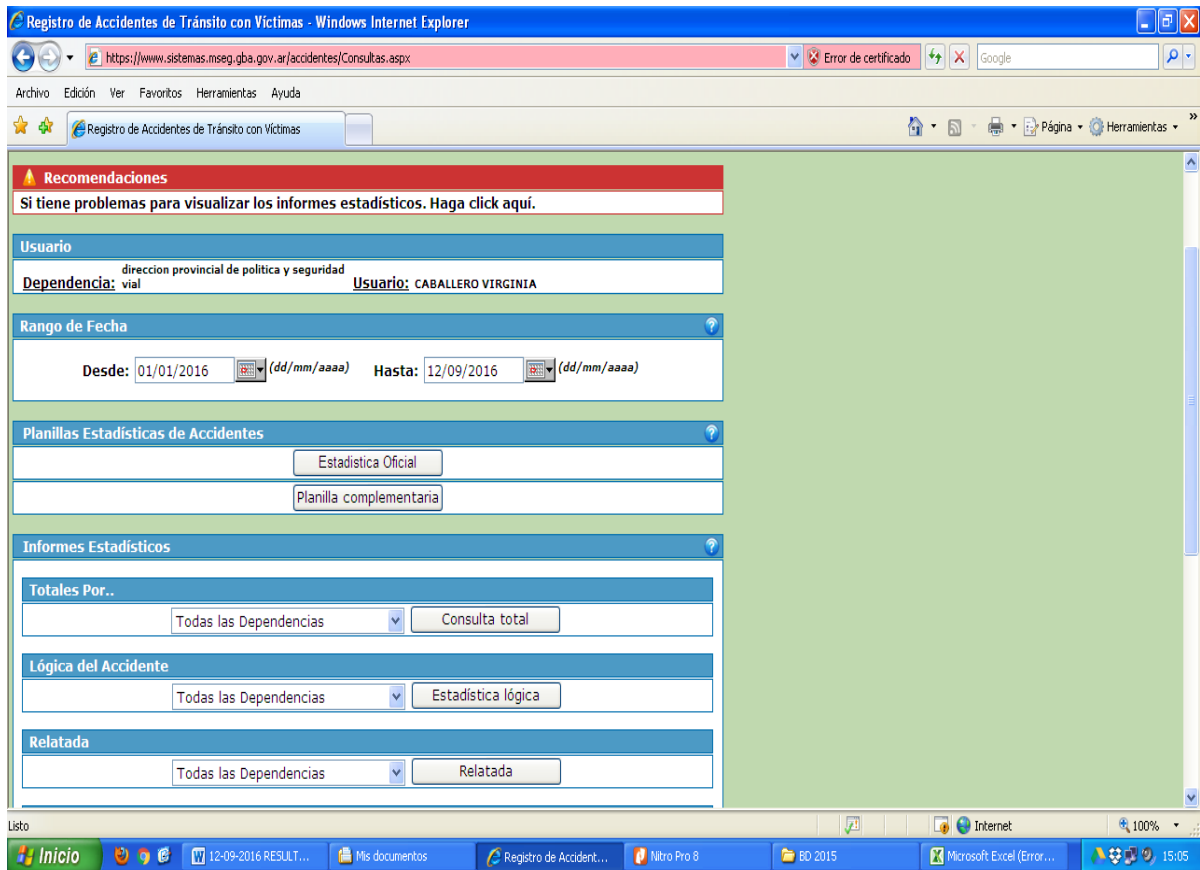 Registro de Accidentes de Tránsito con Víctimas - Windows Internet Explorer
https://www.sistemas.mseg.gba.gov.ar/accidentes/Consultas.aspx Error de certificado Google
Archivo Edición Ver Favoritos Herramientas Ayuda
Registro de Accidentes de Tránsito con Víctimas Página Herramientas »
Recomendaciones
Si tiene problemas para visualizar los informes estadísticos. Haga click aquí.
Usuario
Dependencia: direccion provincial de politica y seguridad
vial Usuario: CABALLERO VIRGINIA
Rango de Fecha ?
Desde: 01/01/2016 (dd/mm/aaaa) Hasta: 12/09/2016 (dd/mm/aaaa)
Planillas Estadísticas de Accidentes ?
Estadistica Oficial
Planilla complementaria
Informes Estadísticos ?
Totales Por..
Todas las Dependencias Consulta total
Lógica del Accidente
Todas las Dependencias Estadística lógica
Relatada
Todas las Dependencias Relatada
Listo Internet 100%
Inicio 12-09-2016 RESULT... Mis documentos Registro de Accident... Nitro Pro 8 BD 2015 Microsoft Excel (Error... 15:05